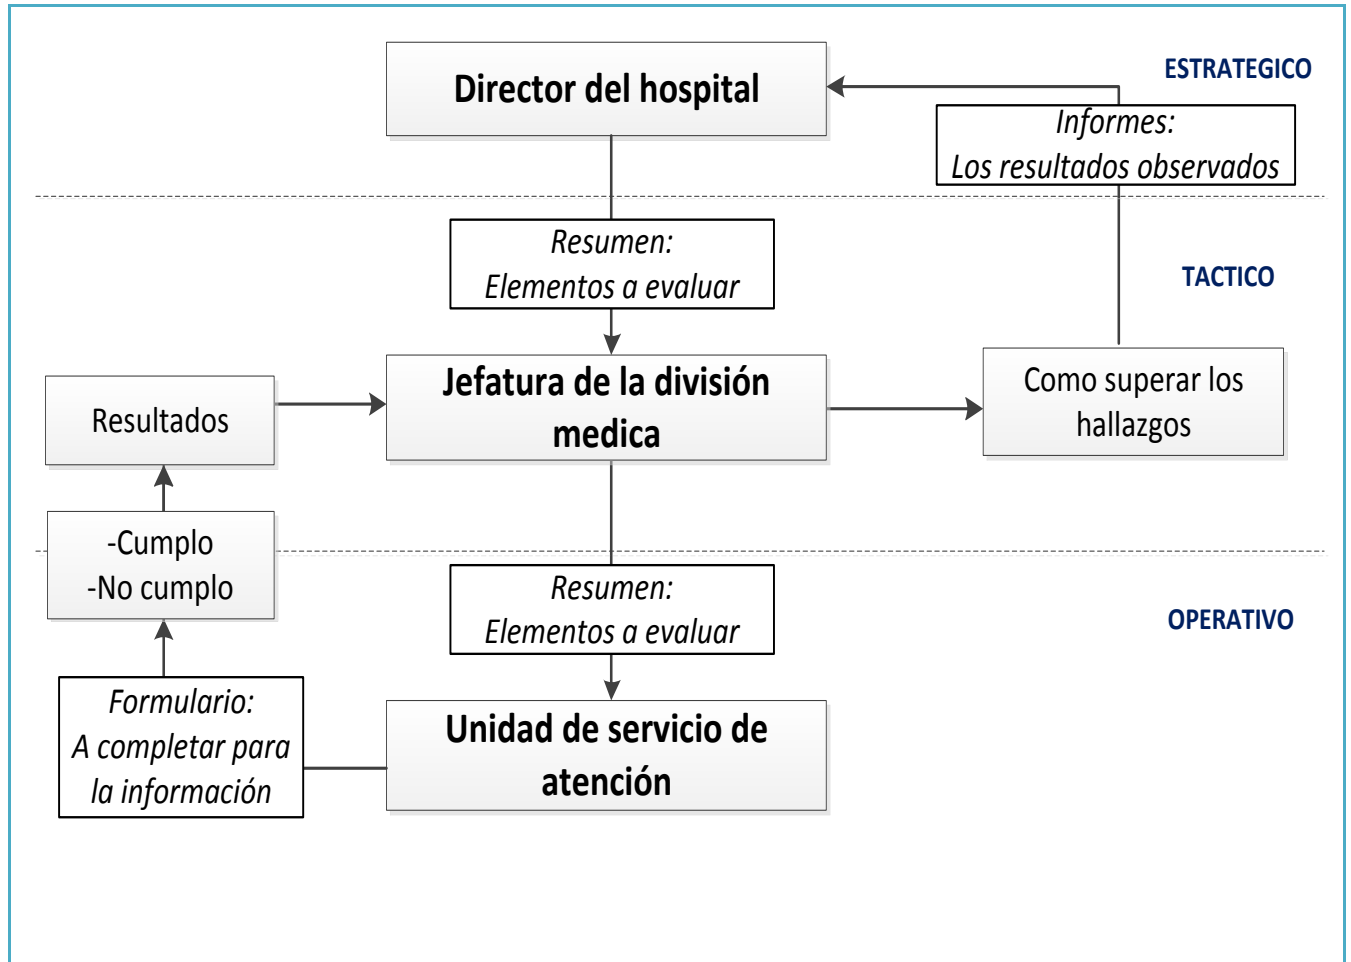 Director del hospital
ESTRATEGICO
Informes:
Los resultados observados
Resumen:
Elementos a evaluar
TACTICO
Jefatura de la división
medica
Como superar los
hallazgos
Resultados
-Cumplo
-No cumplo
Resumen:
Elementos a evaluar
OPERATIVO
Formulario:
A completar para
la información
Unidad de servicio de
atención